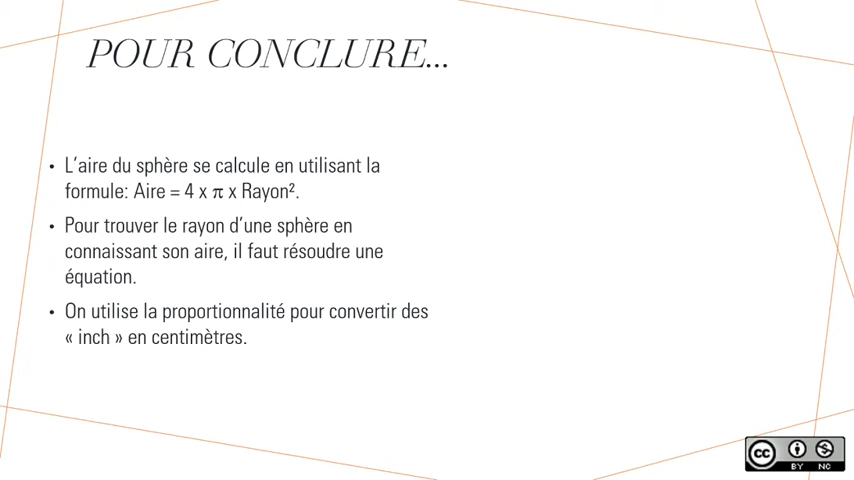 POUR CONCLURE...
• L’aire du sphère se calcule en utilisant la
formule: Aire = 4 x π x Rayon².
• Pour trouver le rayon d’une sphère en
connaissant son aire, il faut résoudre une
équation.
• On utilise la proportionnalité pour convertir des
« inch » en centimètres.
cc
BY NC